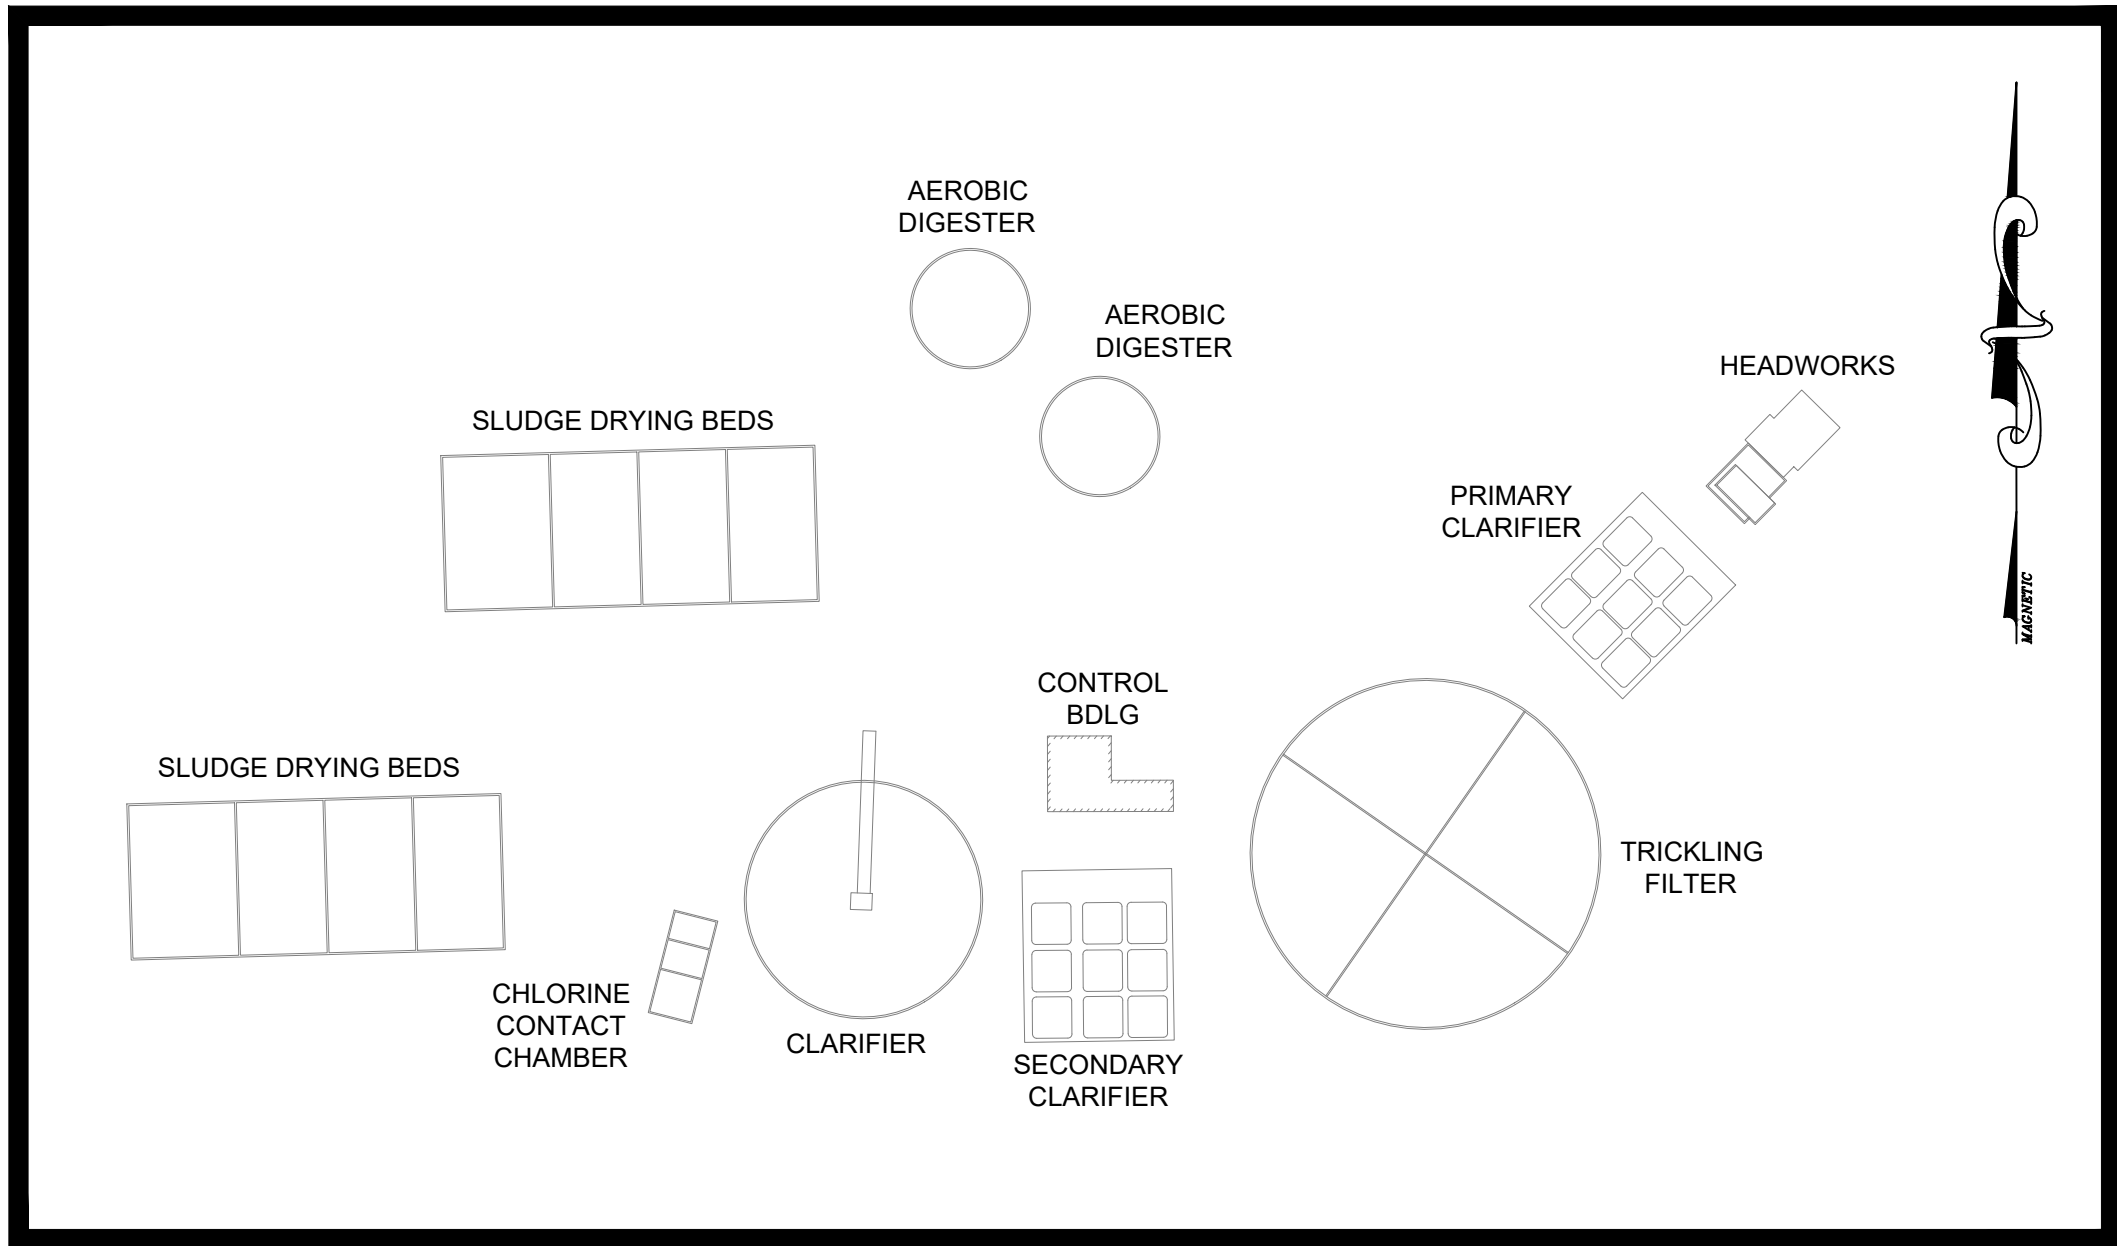 AEROBIC
DIGESTER
AEROBIC
DIGESTER
HEADWORKS
SLUDGE DRYING BEDS
PRIMARY
CLARIFIER
MAGNETIC
CONTROL
BDLG
SLUDGE DRYING BEDS
TRICKLING
FILTER
CHLORINE
CONTACT
CHAMBER
CLARIFIER
SECONDARY
CLARIFIER